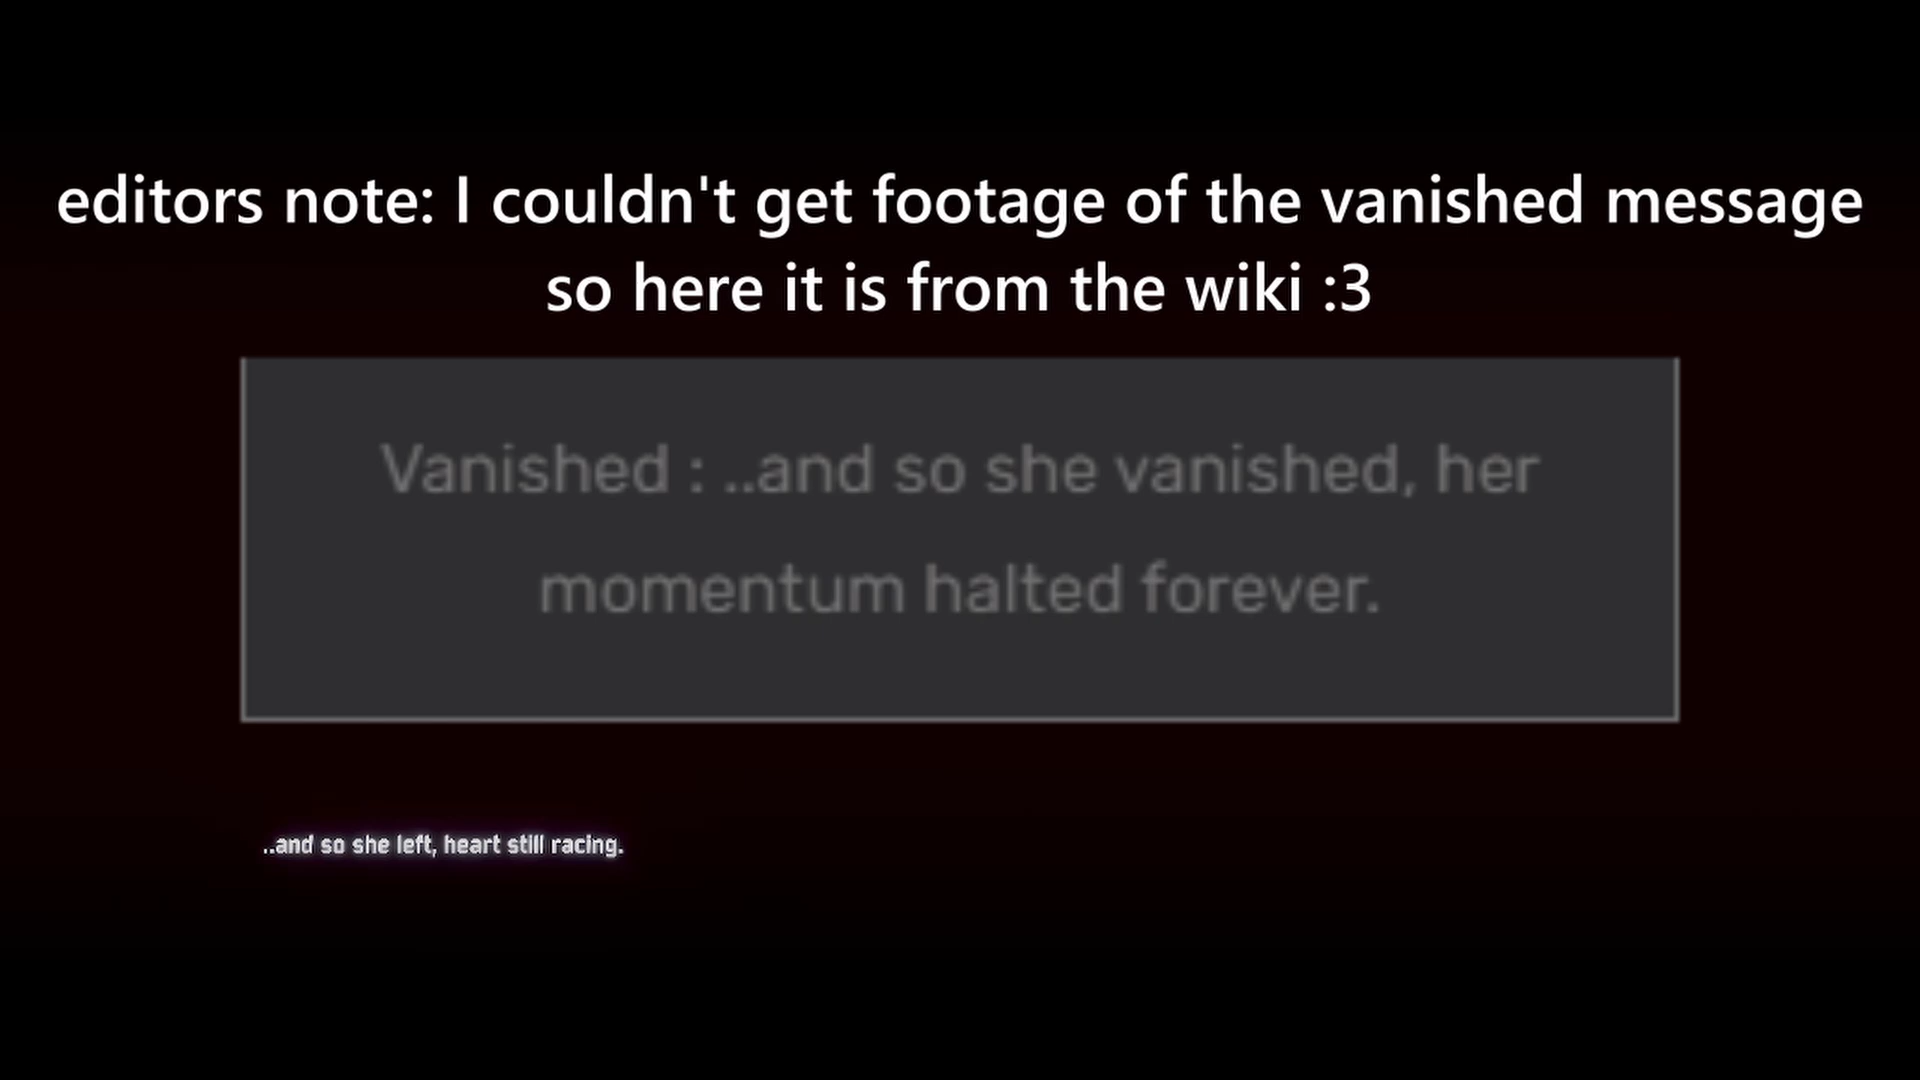 editors note: I couldn't get footage of the vanished message
so here it is from the wiki :3
Vanished : ..and so she vanished, her
momentum halted forever.
..and so she left, heart still racing.